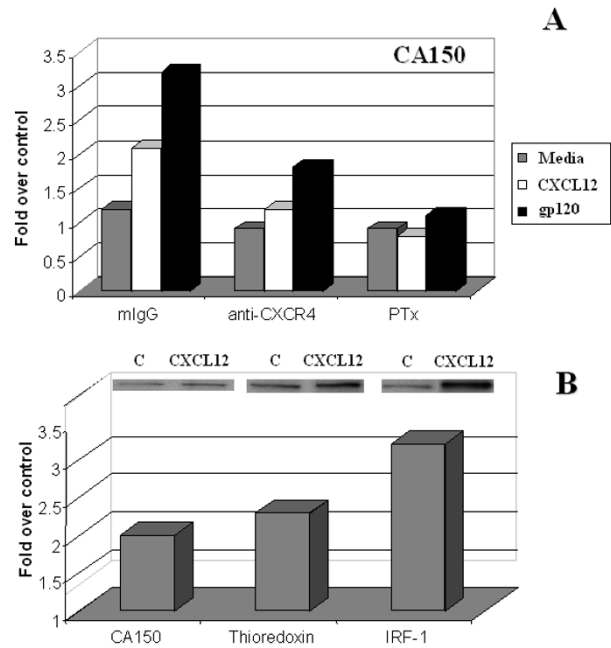 A
CA150
Fold over control
3.5
3
2.5
2
1.5
1
0.5
0
mIgG anti-CXCR4 PTx
Media
CXCL12
gp120
B
C CXCL12 C CXCL12 C CXCL12
Fold over control
3.5
3
2.5
2
1.5
1
CA150 Thioredoxin IRF-1